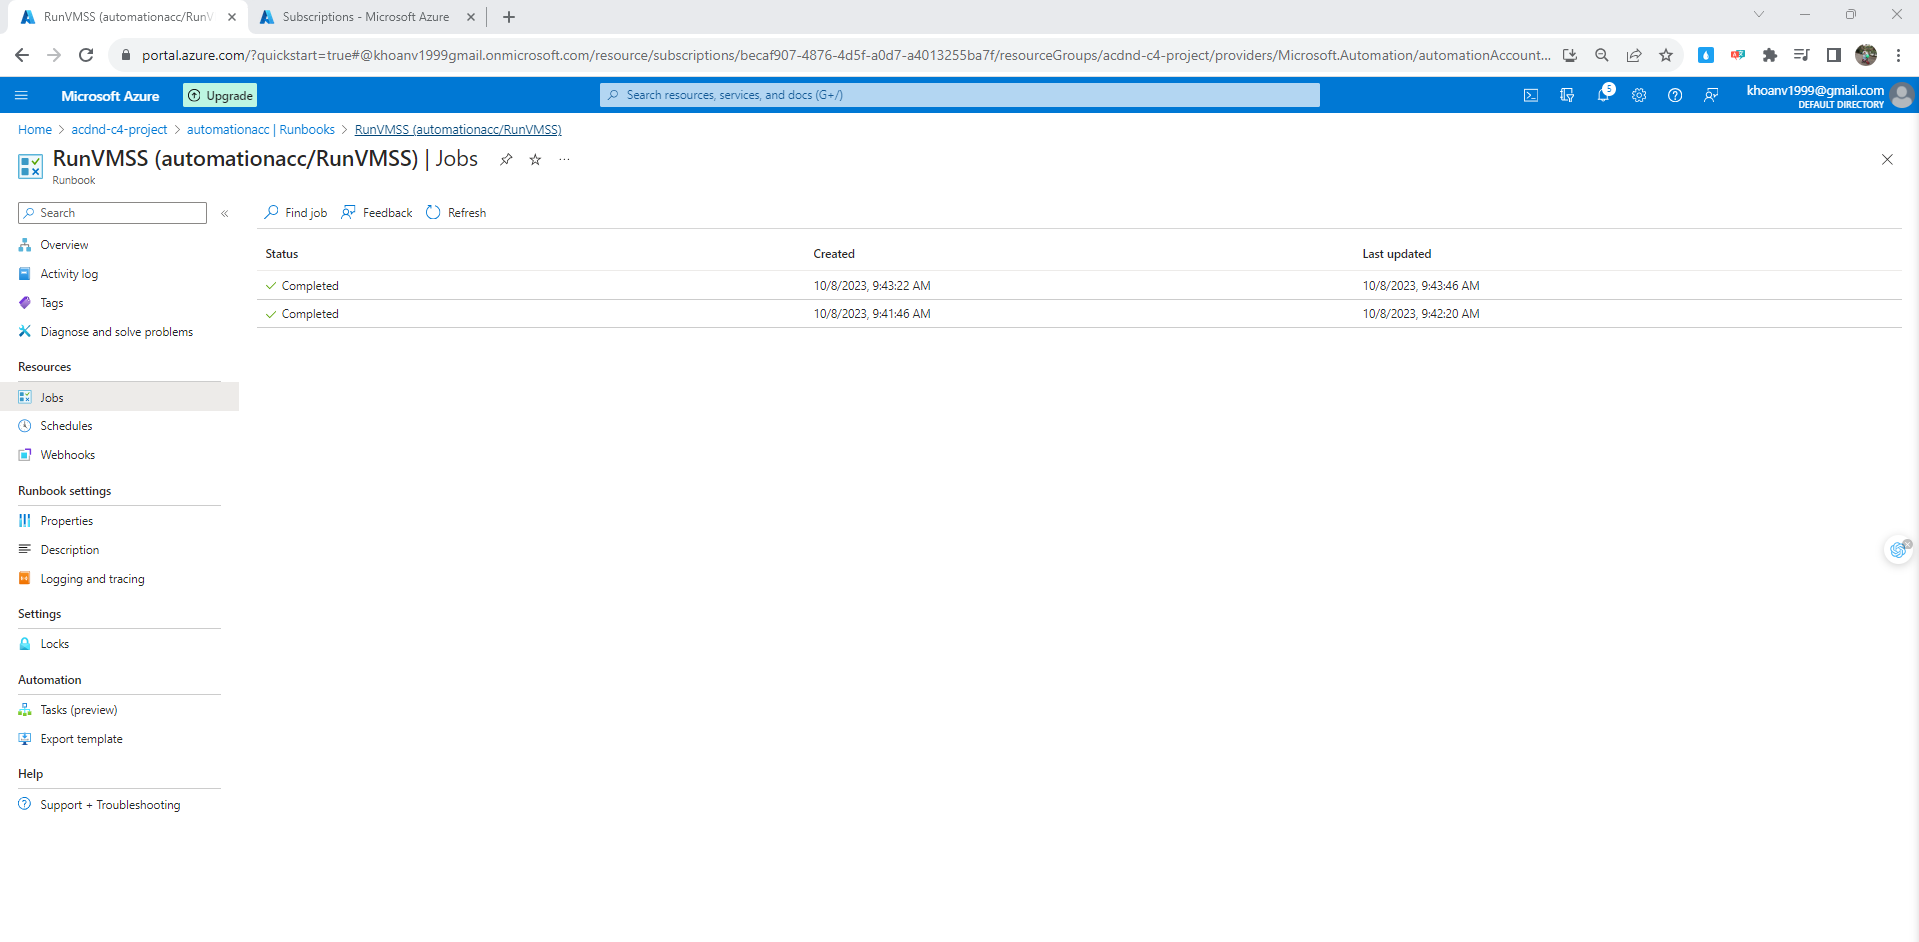 RunVMSS (automationacc/RunV
Subscriptions - Microsoft Azure
portal.azure.com/?quickstart=true#@khoanv1999gmail.onmicrosoft.com/resource/subscriptions/becaf907-4876-4d5f-a0d7-a4013255ba7f/resourceGroups/acdnd-c4-project/providers/Microsoft.Automation/automationAccount...
Microsoft Azure
Upgrade
Search resources, services, and docs (G+/)
5
khoanv1999@gmail.com
DEFAULT DIRECTORY
Home > acdnd-c4-project > automationacc | Runbooks > RunVMSS (automationacc/RunVMSS)
RunVMSS (automationacc/RunVMSS) | Jobs
Runbook
Search
Find job
Feedback
Refresh
Overview
Activity log
Tags
Diagnose and solve problems
Resources
Jobs
Schedules
Webhooks
Runbook settings
Properties
Description
Logging and tracing
Settings
Locks
Automation
Tasks (preview)
Export template
Help
Support + Troubleshooting
Status Created Last updated
Completed 10/8/2023, 9:43:22 AM 10/8/2023, 9:43:46 AM
Completed 10/8/2023, 9:41:46 AM 10/8/2023, 9:42:20 AM